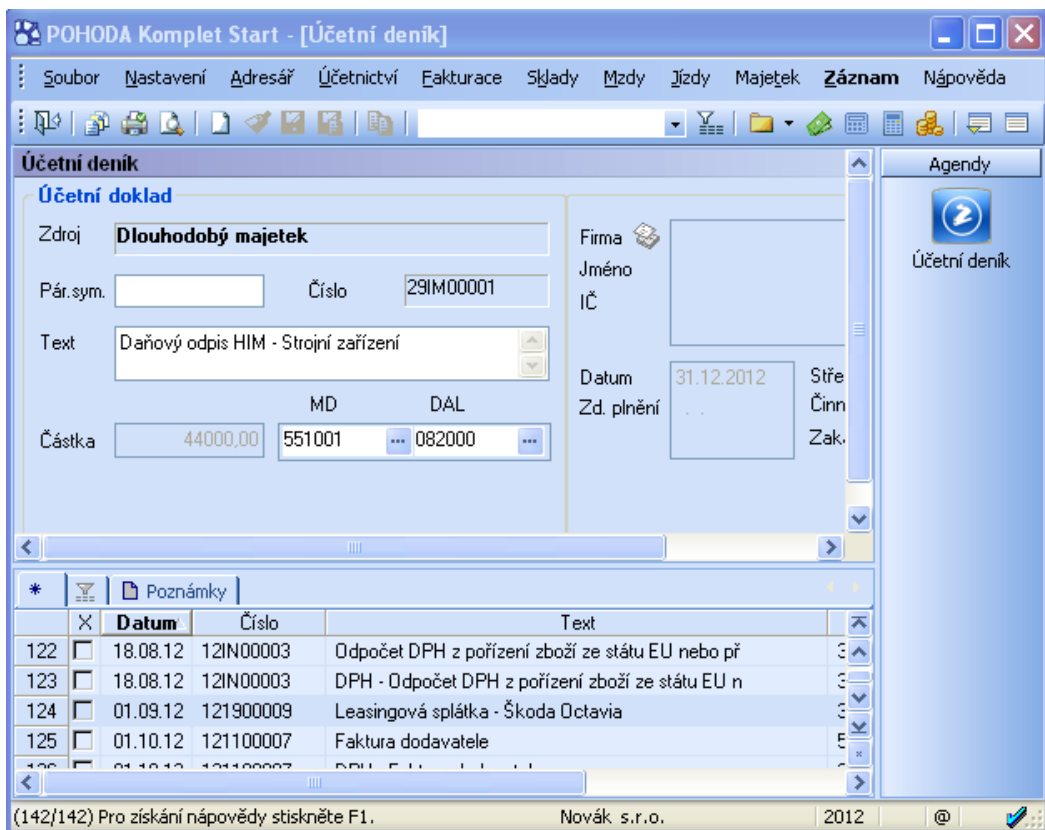 POHODA Komplet Start - [Účetní deník]
Soubor Nastavení Adresář Účetnictví Fakturace Sklady Mzdy Jízdy Majetek Záznam Nápověda
Účetní deník
Agendy
Účetní deník
Účetní doklad
Zdroj Dlouhodobý majetek
Pár.sym. Číslo 29IM00001
Text Daňový odpis HIM - Strojní zařízení
MD DAL
Částka 44000,00 551001 ... 082000 ...
Firma
Jméno
IČ
Datum 31.12.2012 Stře
Zd. plnění . . Činn
Zak.
* Poznámky
X Datum Číslo Text
122 18.08.12 12IN00003 Odpočet DPH z pořízení zboží ze státu EU nebo př
123 18.08.12 12IN00003 DPH - Odpočet DPH z pořízení zboží ze státu EU n
124 01.09.12 121900009 Leasingová splátka - Škoda Octavia
125 01.10.12 121100007 Faktura dodavatele 5
(142/142) Pro získání nápovědy stiskněte F1. Novák s.r.o. 2012 @